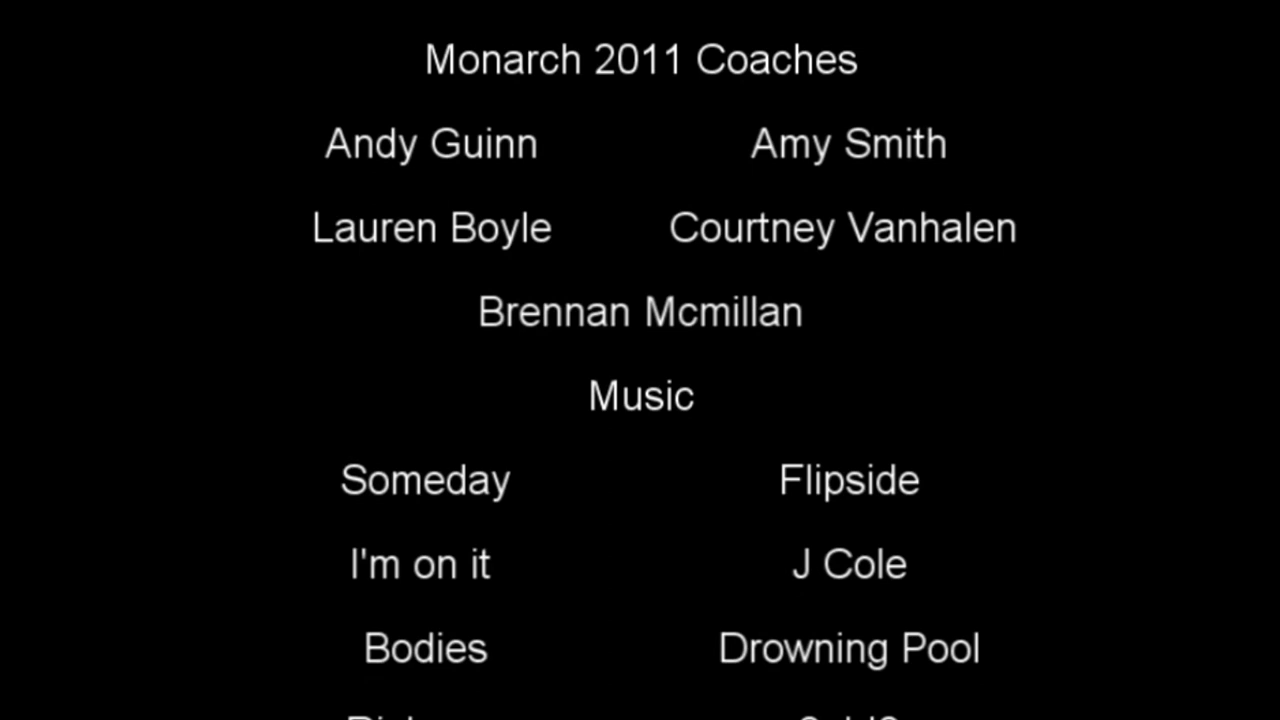 Monarch 2011 Coaches
Andy Guinn Amy Smith
Lauren Boyle Courtney Vanhalen
Brennan Mcmillan
Music
Someday Flipside
I'm on it J Cole
Bodies Drowning Pool